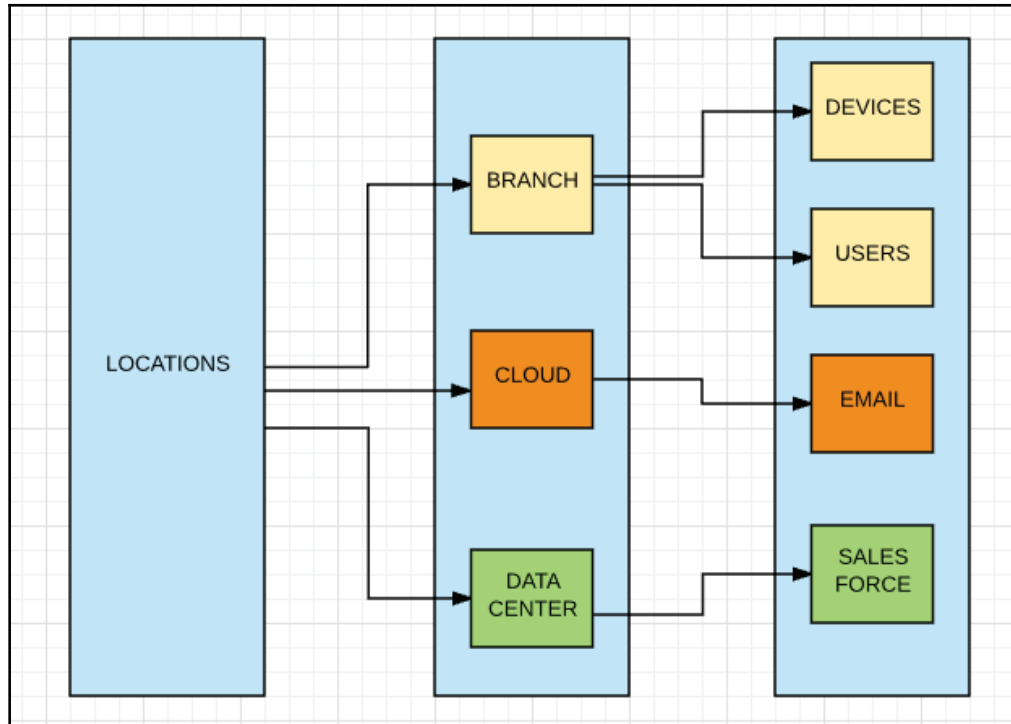 LOCATIONS
BRANCH
CLOUD
DATA
CENTER
DEVICES
USERS
EMAIL
SALES
FORCE